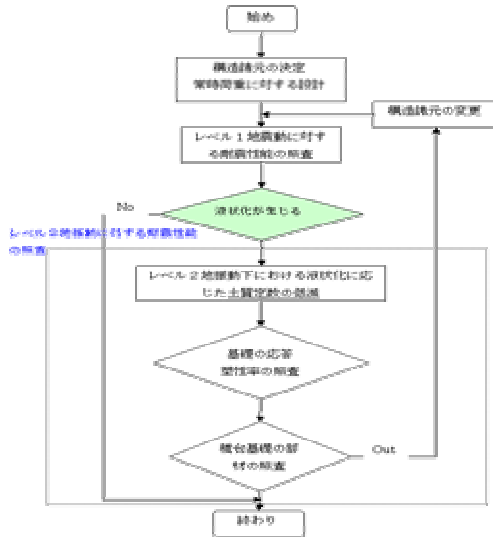 始め
構造諸元の決定
常時荷重に対する設計
構造諸元の変更
レベル1地震動に対す
る耐震性能の照査
No
液状化が生じる
レベル2地振動に対する耐震性能
の照査
レベル2地振動下における液状化に応
じた土質定数の低減
基礎の応答
塑性率の照査
橋台基礎の部
材の照査
Out
終わり